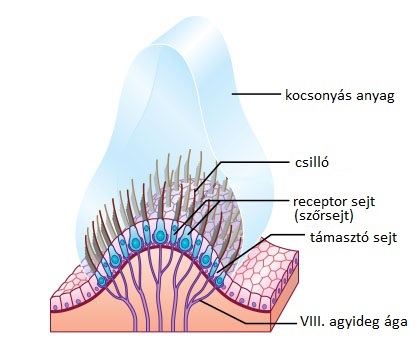 kocsonyás anyag
csilló
receptor sejt
(szőrsejt)
támasztó sejt
VIII. agyideg ága